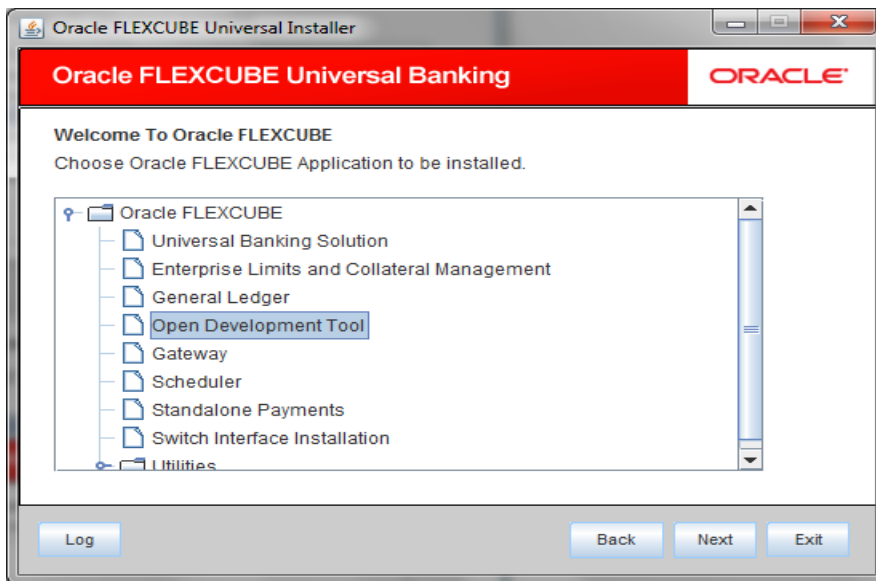 Oracle FLEXCUBE Universal Installer
Oracle FLEXCUBE Universal Banking
ORACLE
Welcome To Oracle FLEXCUBE
Choose Oracle FLEXCUBE Application to be installed.
Oracle FLEXCUBE
Universal Banking Solution
Enterprise Limits and Collateral Management
General Ledger
Open Development Tool
Gateway
Scheduler
Standalone Payments
Switch Interface Installation
Utilities
Log
Back
Next
Exit